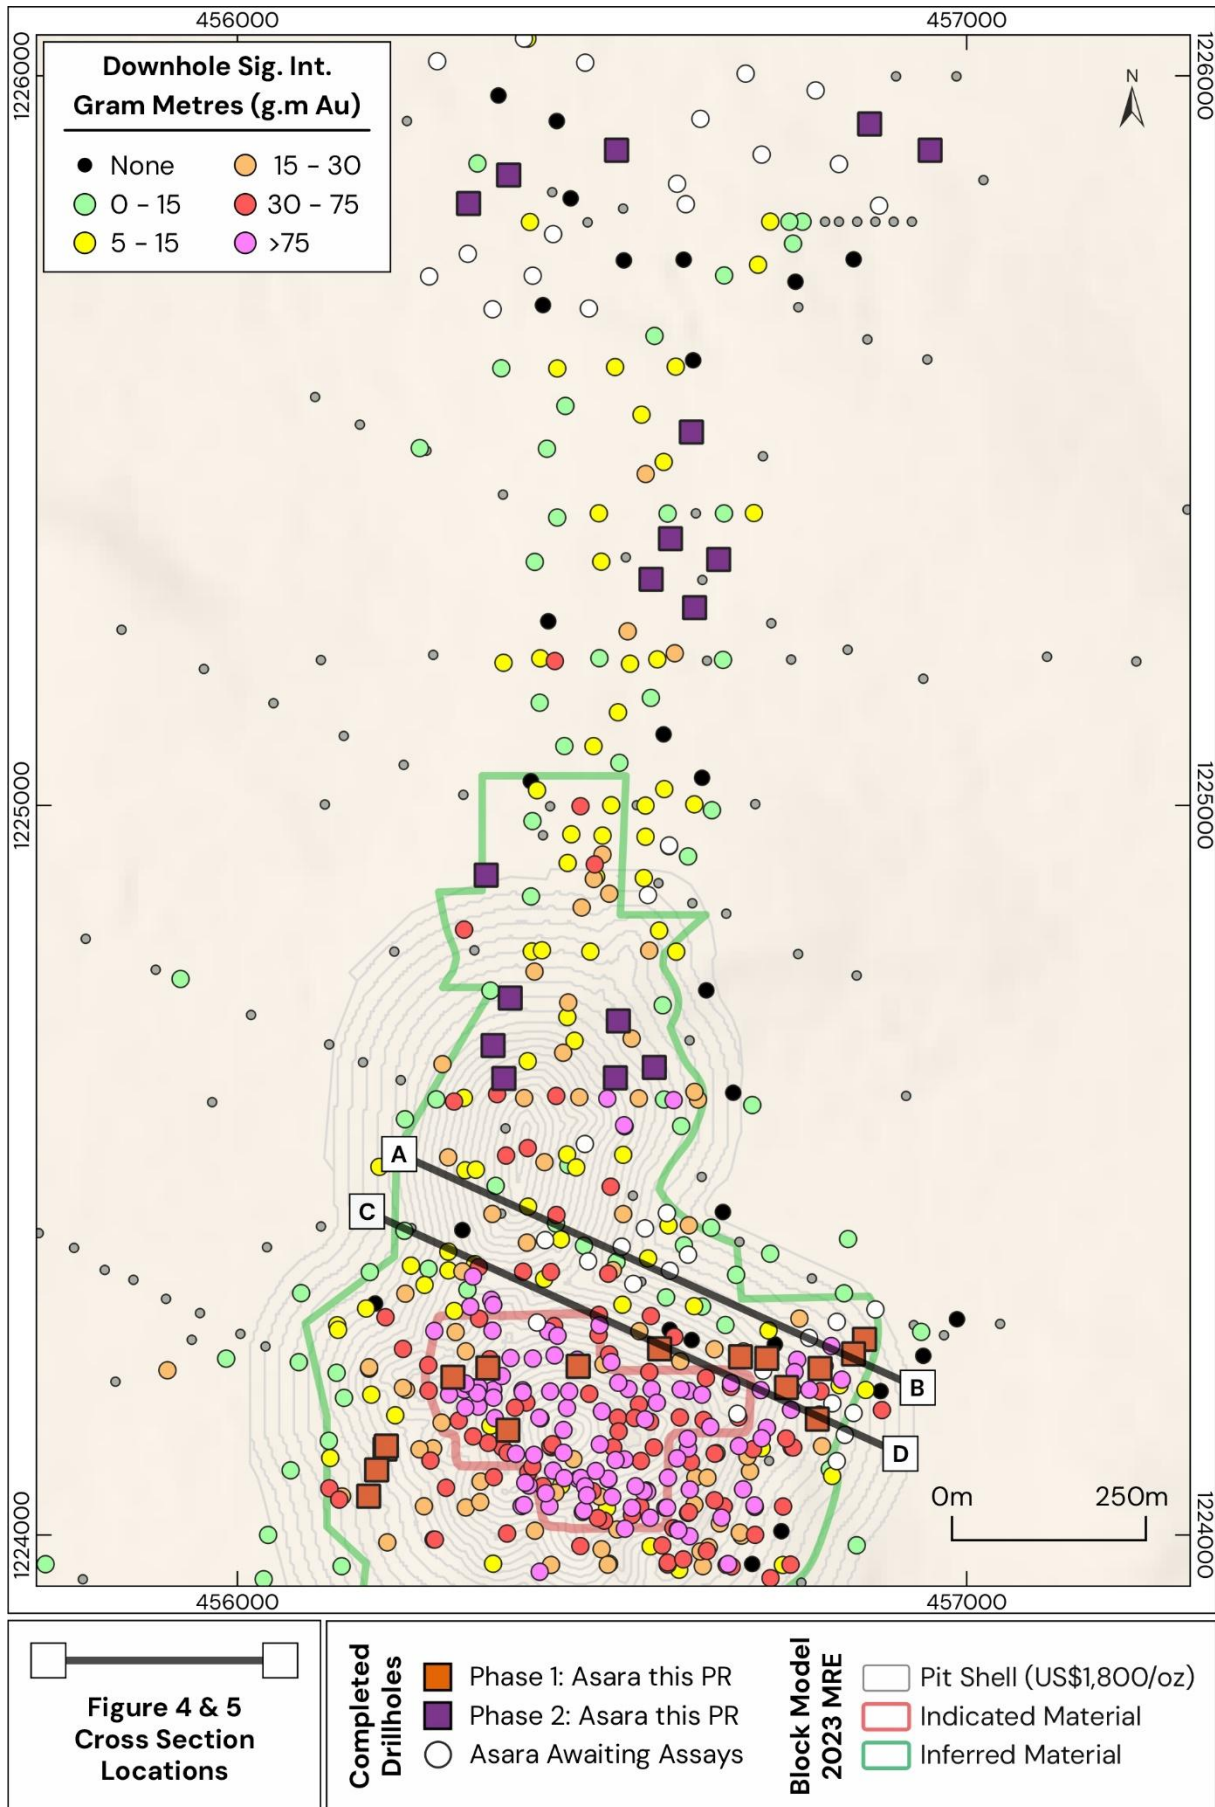 456000
457000
1226000
1226000
Downhole Sig. Int.
Gram Metres (g.m Au)
None
15 - 30
0 - 15
30 - 75
5 - 15
>75
N
1225000
1225000
A
C
B
D
0m
250m
1224000
1224000
456000
457000
Figure 4 & 5
Cross Section
Locations
Completed
Drillholes
Phase 1: Asara this PR
Phase 2: Asara this PR
Asara Awaiting Assays
Block Model
2023 MRE
Pit Shell (US$1,800/oz)
Indicated Material
Inferred Material